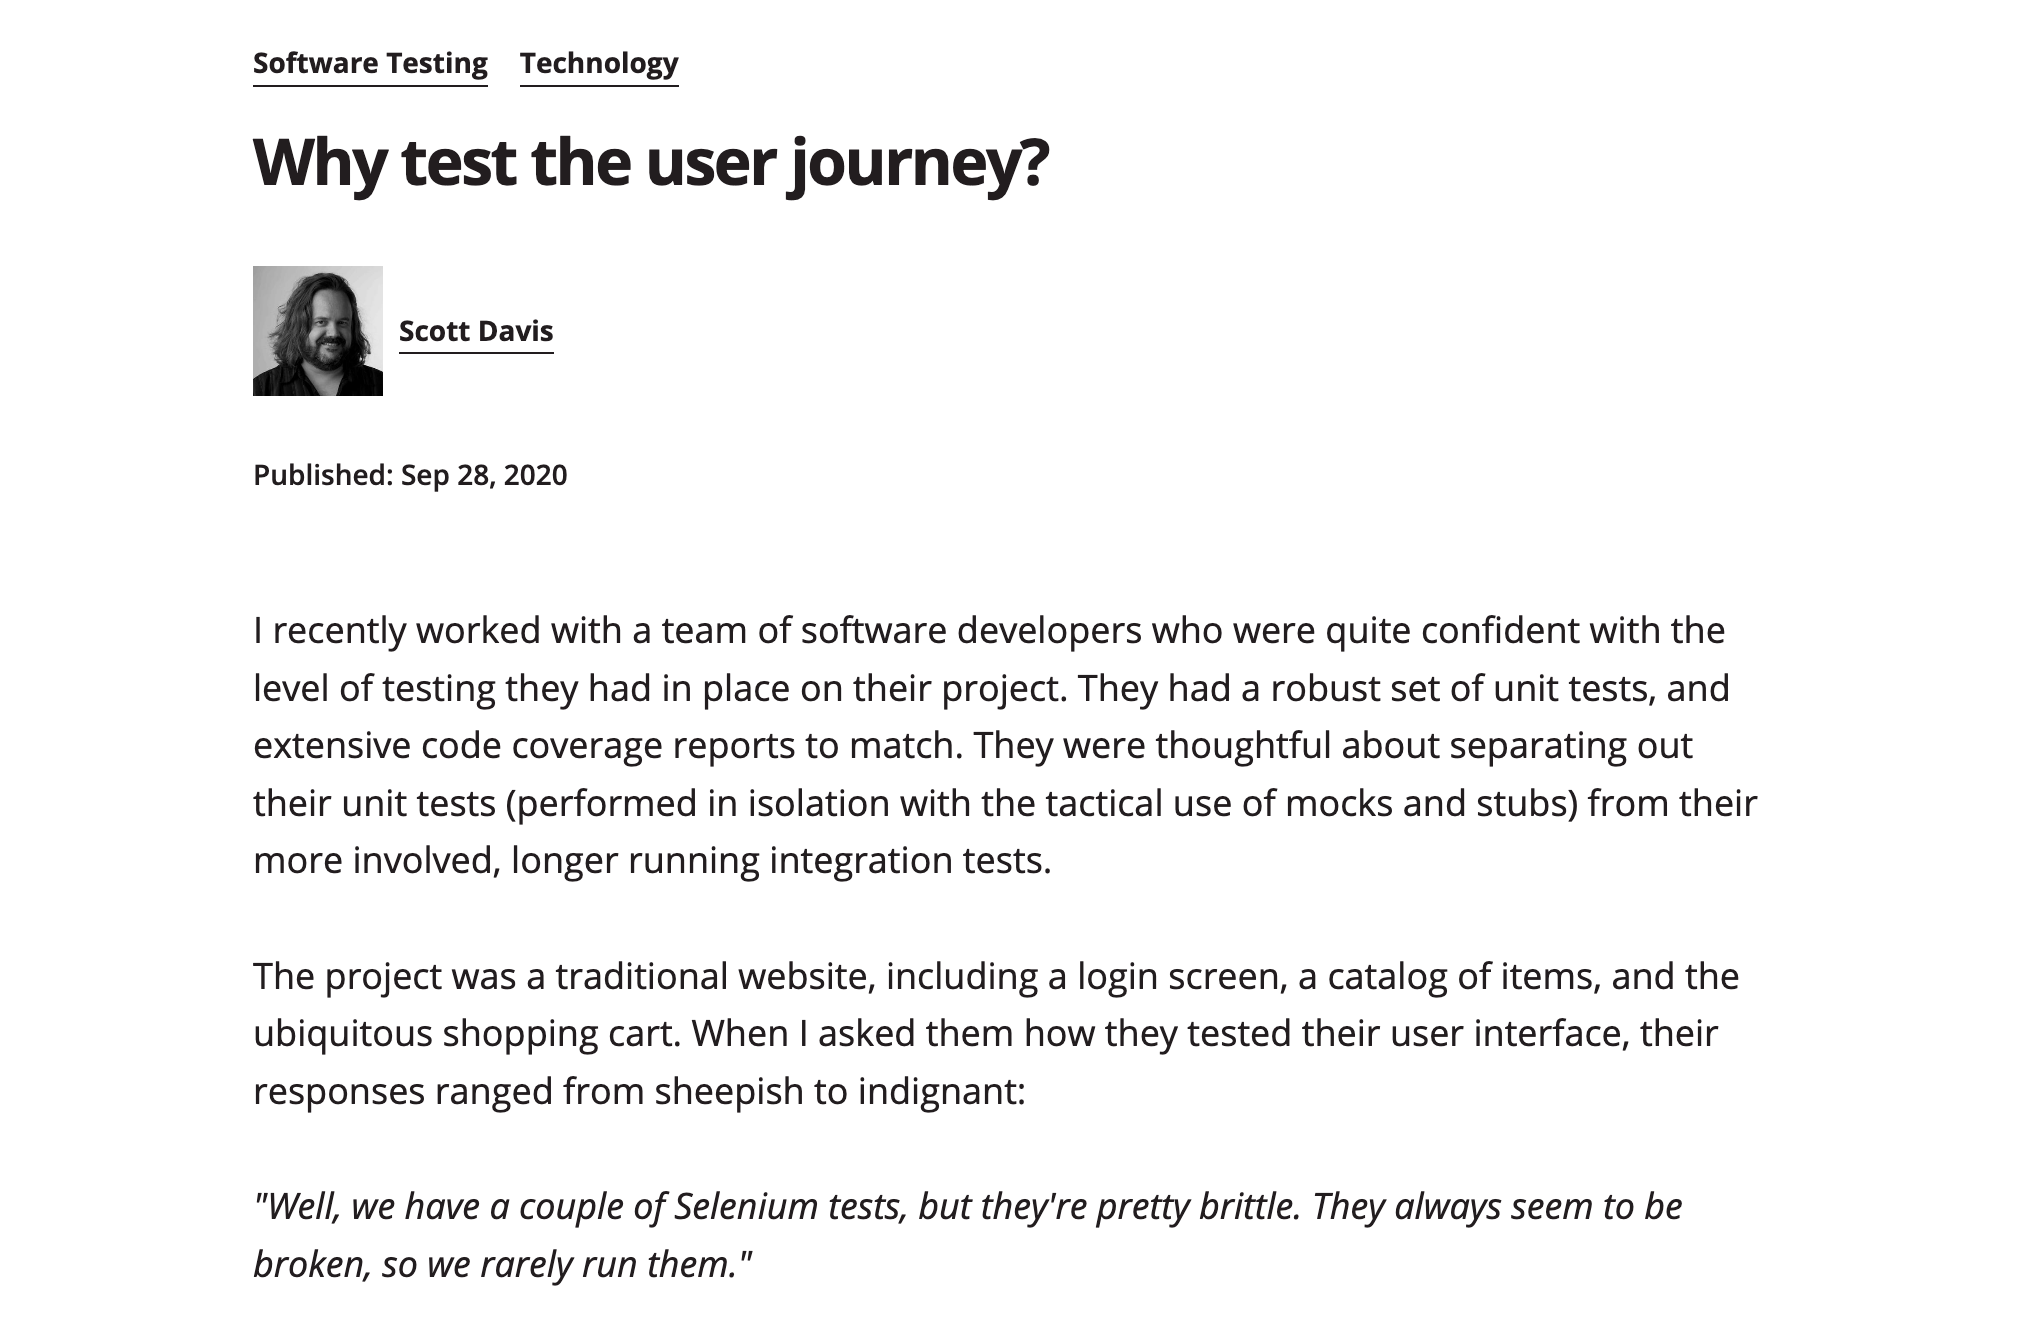 Software Testing Technology
Why test the user journey?
Scott Davis
Published: Sep 28, 2020
I recently worked with a team of software developers who were quite confident with the
level of testing they had in place on their project. They had a robust set of unit tests, and
extensive code coverage reports to match. They were thoughtful about separating out
their unit tests (performed in isolation with the tactical use of mocks and stubs) from their
more involved, longer running integration tests.
The project was a traditional website, including a login screen, a catalog of items, and the
ubiquitous shopping cart. When I asked them how they tested their user interface, their
responses ranged from sheepish to indignant:
"Well, we have a couple of Selenium tests, but they're pretty brittle. They always seem to be
broken, so we rarely run them."